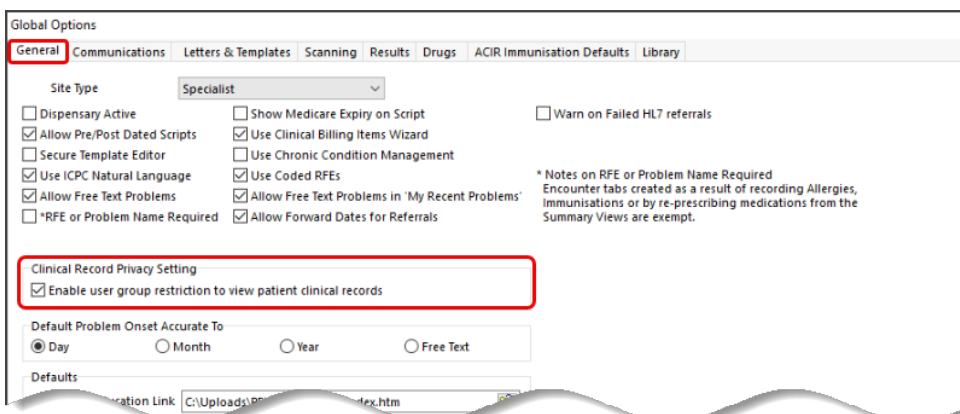 Global Options
General Communications Letters & Templates Scanning Results Drugs ACIR Immunisation Defaults Library
Site Type Specialist
Dispensary Active Show Medicare Expiry on Script Warn on Failed HL7 referrals
Allow Pre/Post Dated Scripts Use Clinical Billing Items Wizard
Secure Template Editor Use Chronic Condition Management
Use ICPC Natural Language Use Coded RFEs * Notes on RFE or Problem Name Required
Allow Free Text Problems Allow Free Text Problems in 'My Recent Problems' Encounter tabs created as a result of recording Allergies,
*RFE or Problem Name Required Allow Forward Dates for Referrals Immunisations or by re-prescribing medications from the
Summary Views are exempt.
Clinical Record Privacy Setting
Enable user group restriction to view patient clinical records
Default Problem Onset Accurate To
Day Month Year Free Text
Defaults
Link C:\Uploads\